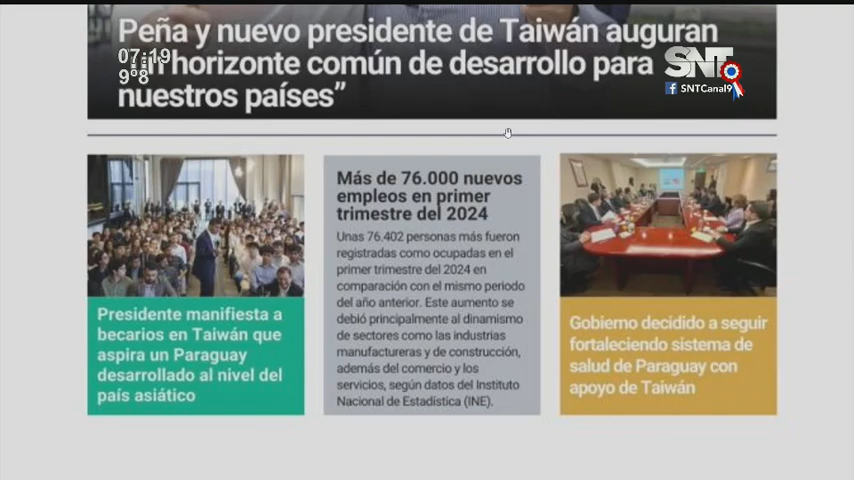 Peña y nuevo presidente de Taiwán auguran
horizonte común de desarrollo para
nuestros países”
07:19
9°8
SNT
SNTCanal9
Presidente manifiesta a
becarios en Taiwán que
aspira un Paraguay
desarrollado al nivel del
país asiático
Más de 76.000 nuevos
empleos en primer
trimestre del 2024
Unas 76.402 personas más fueron
registradas como ocupadas en el
primer trimestre del 2024 en
comparación con el mismo periodo
del año anterior. Este aumento se
debió principalmente al dinamismo
de sectores como las industrias
manufactureras y de construcción,
además del comercio y los
servicios, según datos del Instituto
Nacional de Estadística (INE).
Gobierno decidido a seguir
fortaleciendo sistema de
salud de Paraguay con
apoyo de Taiwán